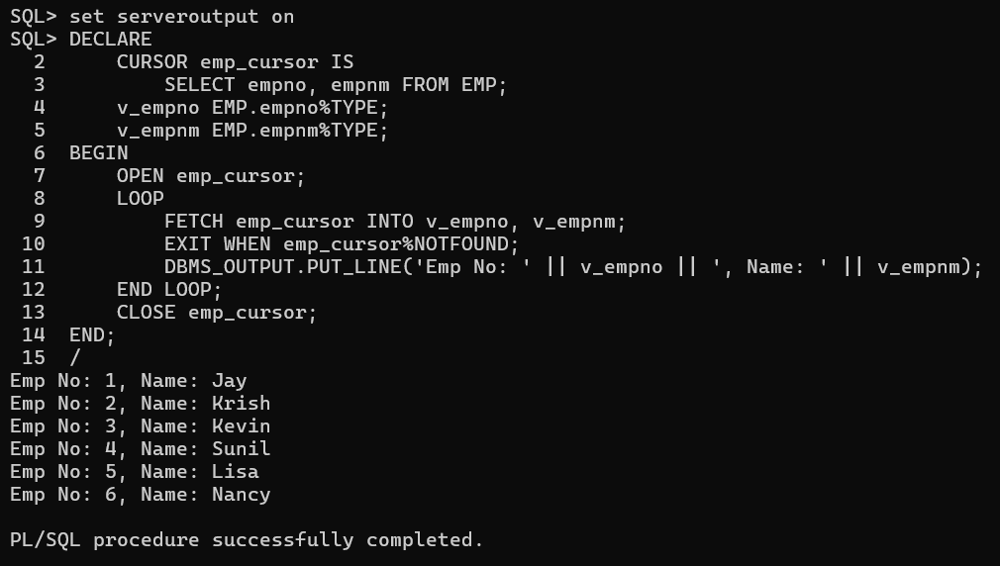 SQL> set serveroutput on
SQL> DECLARE
  2      CURSOR emp_cursor IS
  3          SELECT empno, empnm FROM EMP;
  4      v_empno EMP.empno%TYPE;
  5      v_empnm EMP.empnm%TYPE;
  6  BEGIN
  7      OPEN emp_cursor;
  8      LOOP
  9          FETCH emp_cursor INTO v_empno, v_empnm;
 10          EXIT WHEN emp_cursor%NOTFOUND;
 11          DBMS_OUTPUT.PUT_LINE('Emp No: ' || v_empno || ', Name: ' || v_empnm);
 12      END LOOP;
 13      CLOSE emp_cursor;
 14  END;
 15  /
Emp No: 1, Name: Jay
Emp No: 2, Name: Krish
Emp No: 3, Name: Kevin
Emp No: 4, Name: Sunil
Emp No: 5, Name: Lisa
Emp No: 6, Name: Nancy

PL/SQL procedure successfully completed.